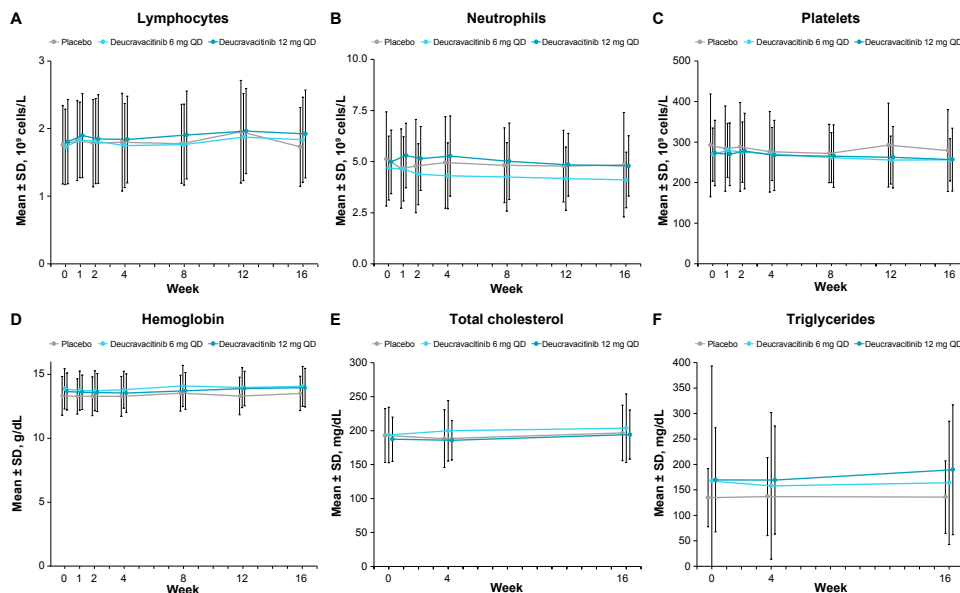 A Lymphocytes
Placebo Deucravacitinib 6 mg QD Deucravacitinib 12 mg QD
Mean ± SD, 10⁹ cells/L
3
2
1
0
0 1 2 4 8 12 16
Week
B Neutrophils
Placebo Deucravacitinib 6 mg QD Deucravacitinib 12 mg QD
Mean ± SD, 10⁹ cells/L
10.0
7.5
5.0
2.5
0
0 1 2 4 8 12 16
Week
C Platelets
Placebo Deucravacitinib 6 mg QD Deucravacitinib 12 mg QD
Mean ± SD, 10⁹ cells/L
500
400
300
200
100
0
0 1 2 4 8 12 16
Week
D Hemoglobin
Placebo Deucravacitinib 6 mg QD Deucravacitinib 12 mg QD
Mean ± SD, g/dL
15
10
5
0
0 1 2 4 8 12 16
Week
E Total cholesterol
Placebo Deucravacitinib 6 mg QD Deucravacitinib 12 mg QD
Mean ± SD, mg/dL
300
250
200
150
100
50
0
0 4 16
Week
F Triglycerides
Placebo Deucravacitinib 6 mg QD Deucravacitinib 12 mg QD
Mean ± SD, mg/dL
400
350
300
250
200
150
100
50
0
0 4 16
Week